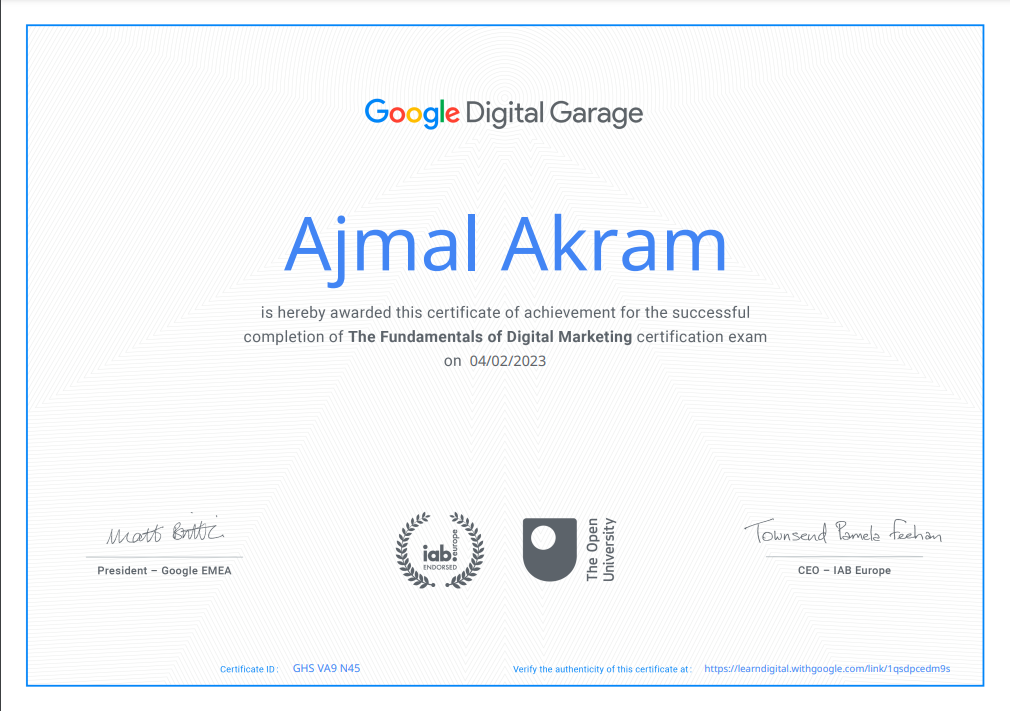 Google Digital Garage
Ajmal Akram
is hereby awarded this certificate of achievement for the successful
completion of The Fundamentals of Digital Marketing certification exam
on 04/02/2023
Matt
Townsend Pamela Feehan
iab.europe
ENDORSED
The Open
University
President – Google EMEA
CEO – IAB Europe
Certificate ID : GHS VA9 N45
Verify the authenticity of this certificate at : https://learndigital.withgoogle.com/link/1qsdpcedm9s